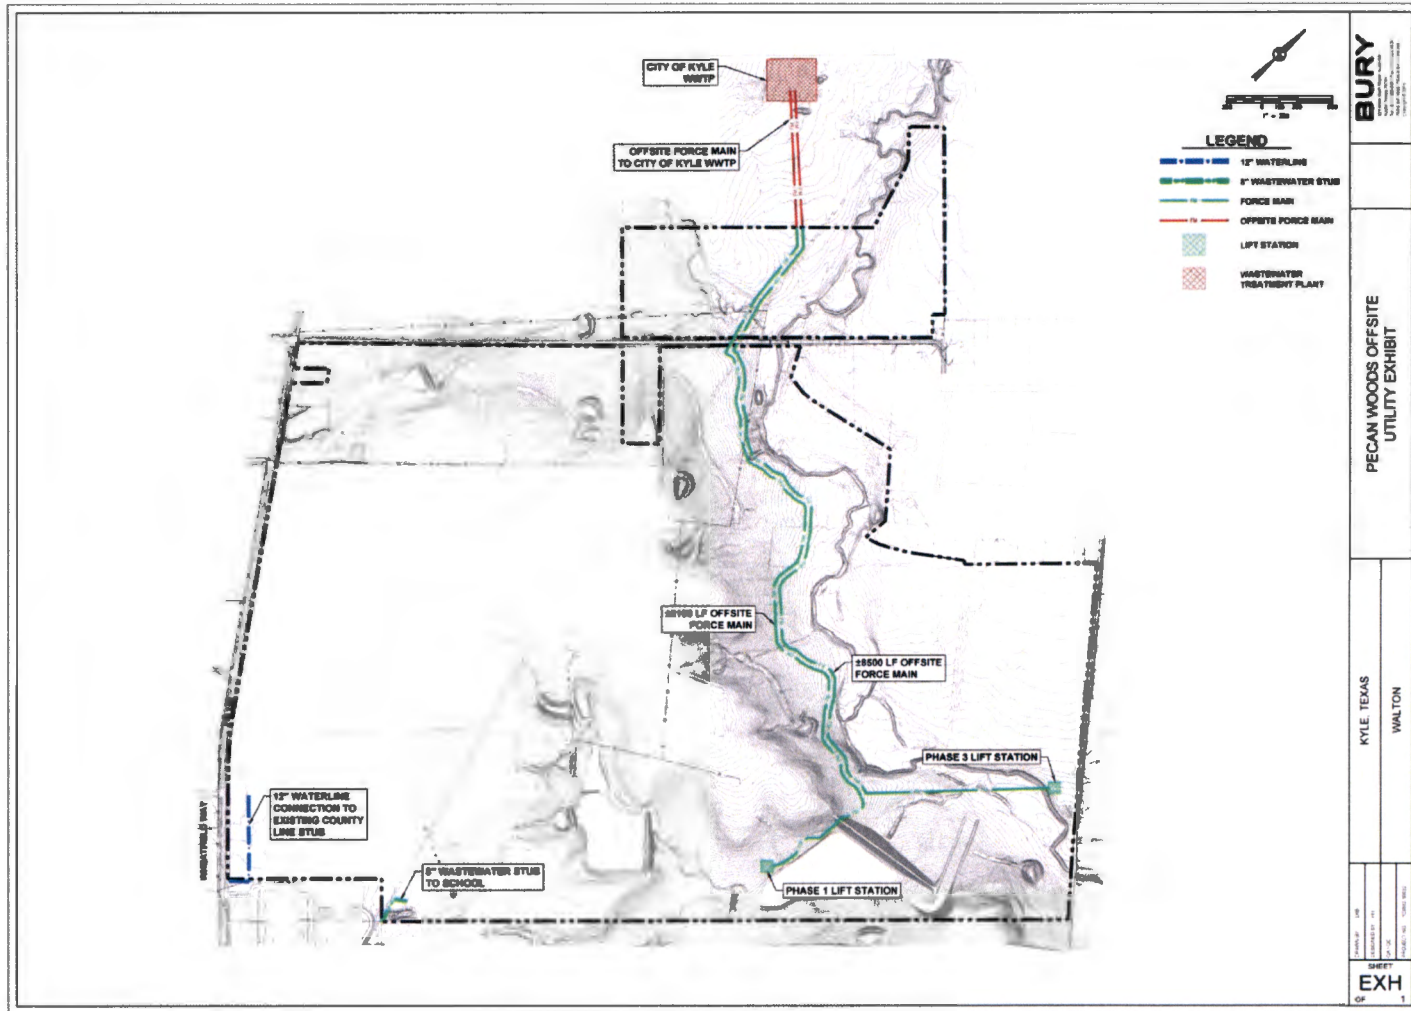 CITY OF KYLE
WWTP
OFFSITE FORCE MAIN
TO CITY OF KYLE WWTP
LF OFFSITE
FORCE MAIN
±8500 LF OFFSITE
FORCE MAIN
PHASE 3 LIFT STATION
PHASE 1 LIFT STATION
12" WATERLINE
CONNECTION TO
EXISTING COUNTY
LINE STUB
8" WASTEWATER STUB
TO SCHOOL
LEGEND
12" WATERLINE
8" WASTEWATER STUB
FORCE MAIN
OFFSITE FORCE MAIN
LIFT STATION
WASTEWATER
TREATMENT PLANT
BURY
PECAN WOODS OFFSITE
UTILITY EXHIBIT
KYLE, TEXAS
WALTON
SHEET
EXH
OF 1